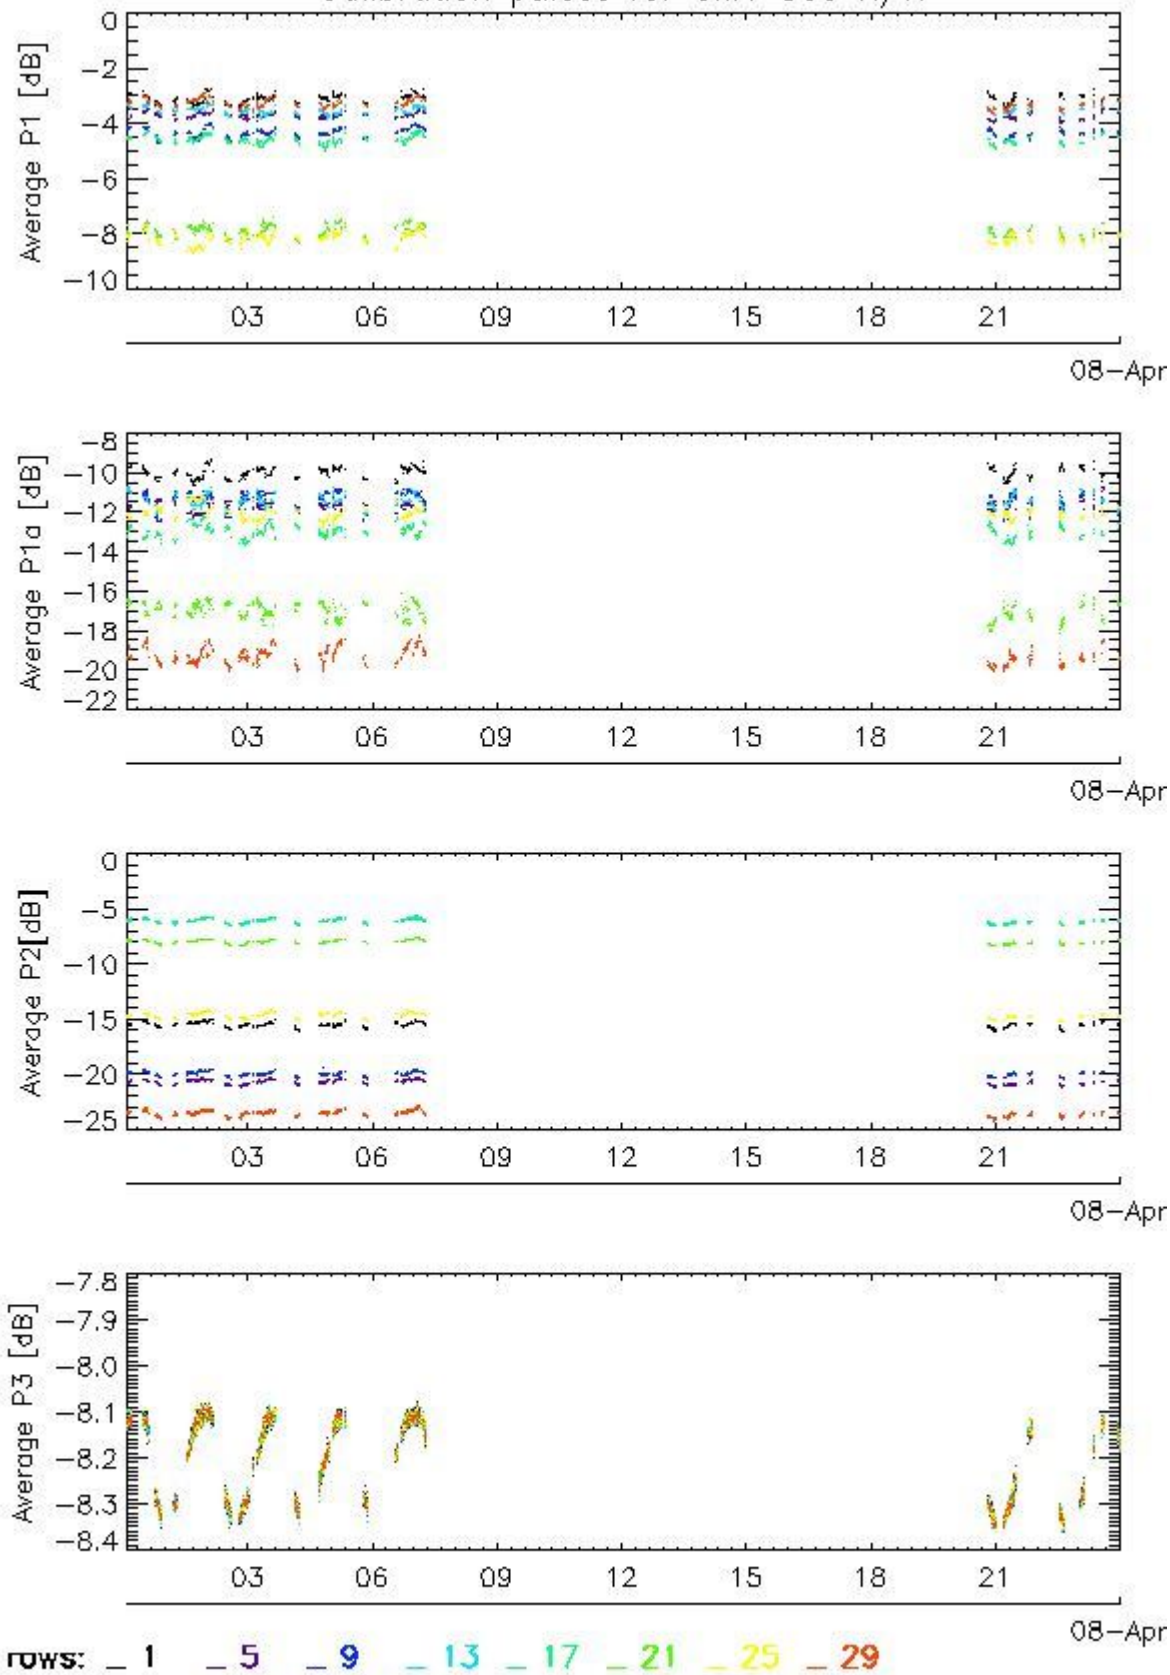 Average P1 [dB]
0
-2
-4
-6
-8
-10
03 06 09 12 15 18 21
08-Apr
Average P1a [dB]
-8
-10
-12
-14
-16
-18
-20
-22
03 06 09 12 15 18 21
08-Apr
Average P2[dB]
0
-5
-10
-15
-20
-25
03 06 09 12 15 18 21
08-Apr
Average P3 [dB]
-7.8
-7.9
-8.0
-8.1
-8.2
-8.3
-8.4
03 06 09 12 15 18 21
08-Apr
rows: _ 1 _ 5 _ 9 _ 13 _ 17 _ 21 _ 25 _ 29